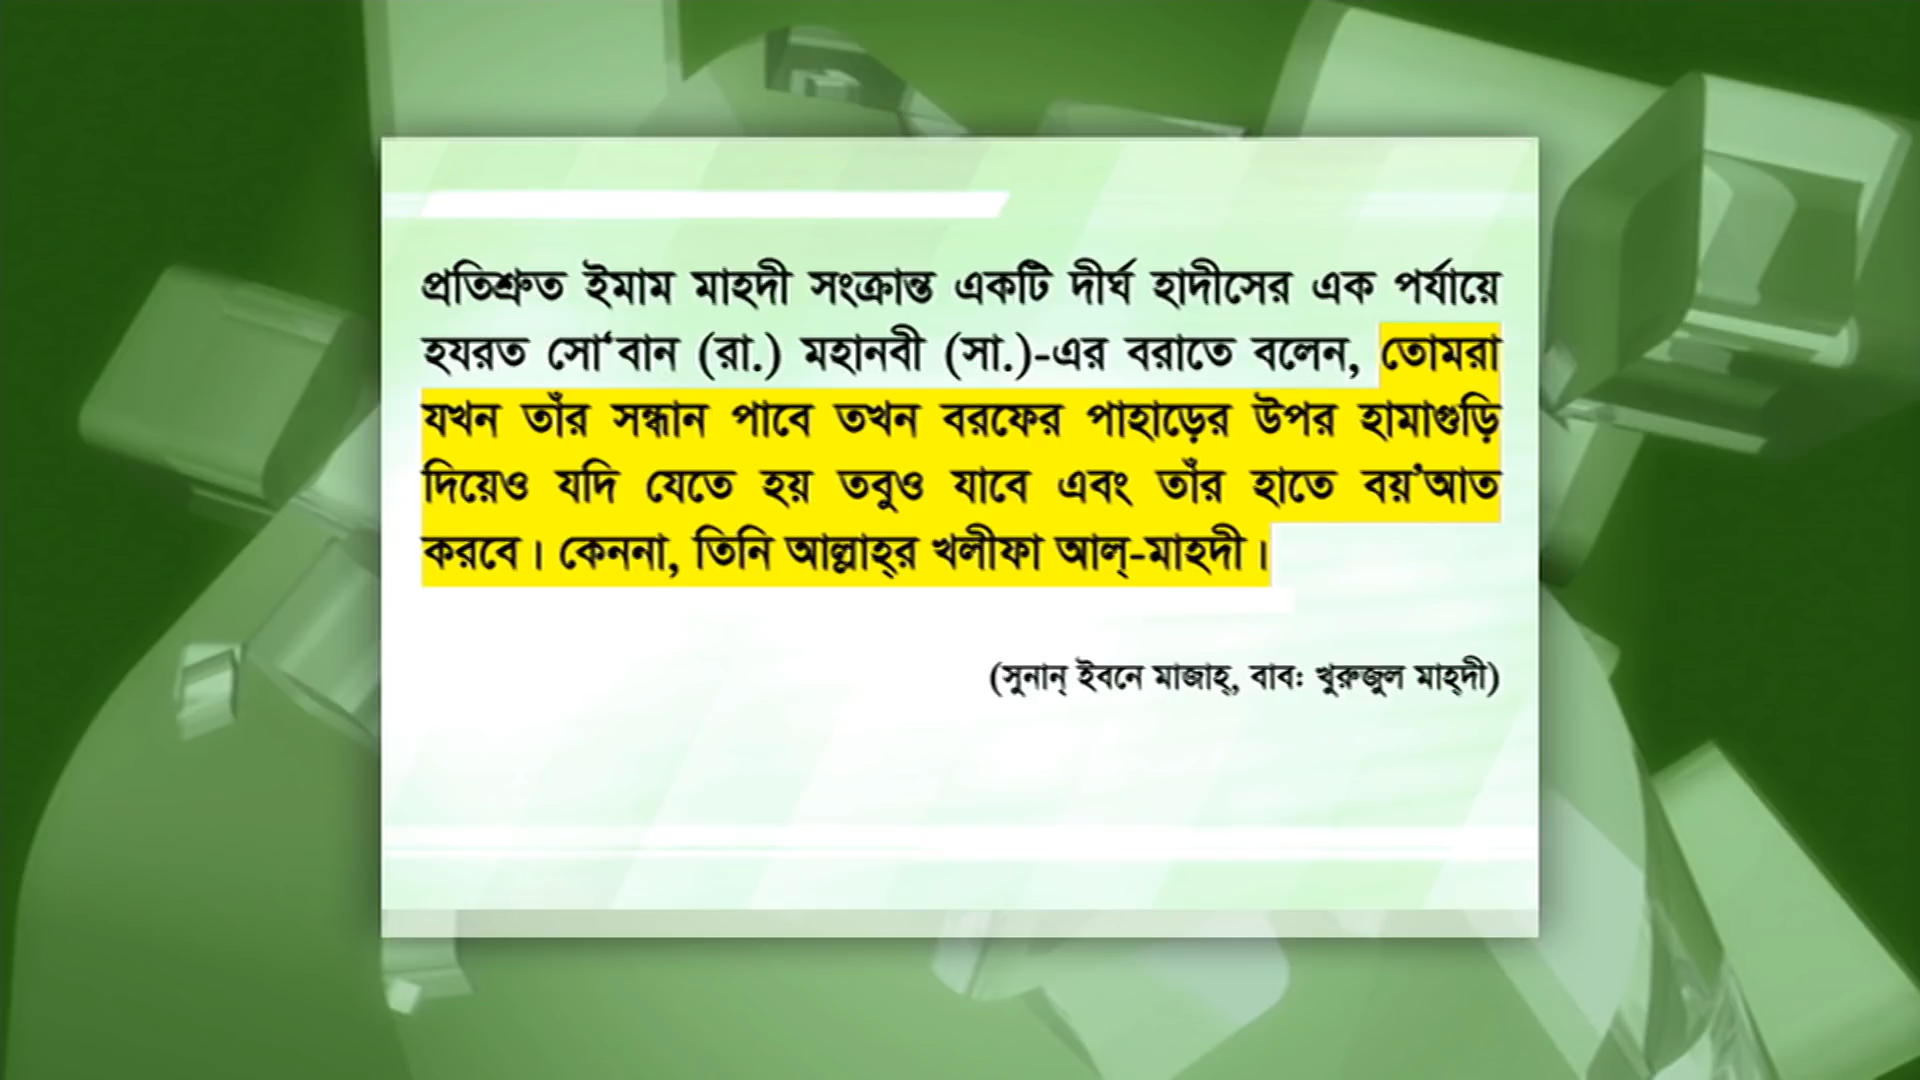 প্রতিশ্রুত ইমাম মাহদী সংক্রান্ত একটি দীর্ঘ হাদীসের এক পর্যায়ে
হযরত সো‘বান (রা.) মহানবী (সা.)-এর বরাতে বলেন, তোমরা
যখন তাঁর সন্ধান পাবে তখন বরফের পাহাড়ের উপর হামাগুড়ি
দিয়েও যদি যেতে হয় তবুও যাবে এবং তাঁর হাতে বয়’আত
করবে। কেননা, তিনি আল্লাহ্‌র খলীফা আল্‌-মাহদী।
(সুনান্ ইবনে মাজাহ্, বাব: খুরুজুল মাহ্‌দী)